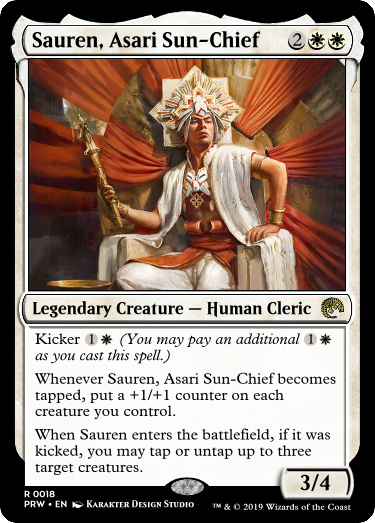 Sauren, Asari Sun-Chief 2
Legendary Creature — Human Cleric
Kicker 1 (You may pay an additional 1
as you cast this spell.)
Whenever Sauren, Asari Sun-Chief becomes
tapped, put a +1/+1 counter on each
creature you control.
When Sauren enters the battlefield, if it was
kicked, you may tap or untap up to three
target creatures.
3/4
R 0018
PRW • EN Karakter Design Studio
™ & © 2019 Wizards of the Coast